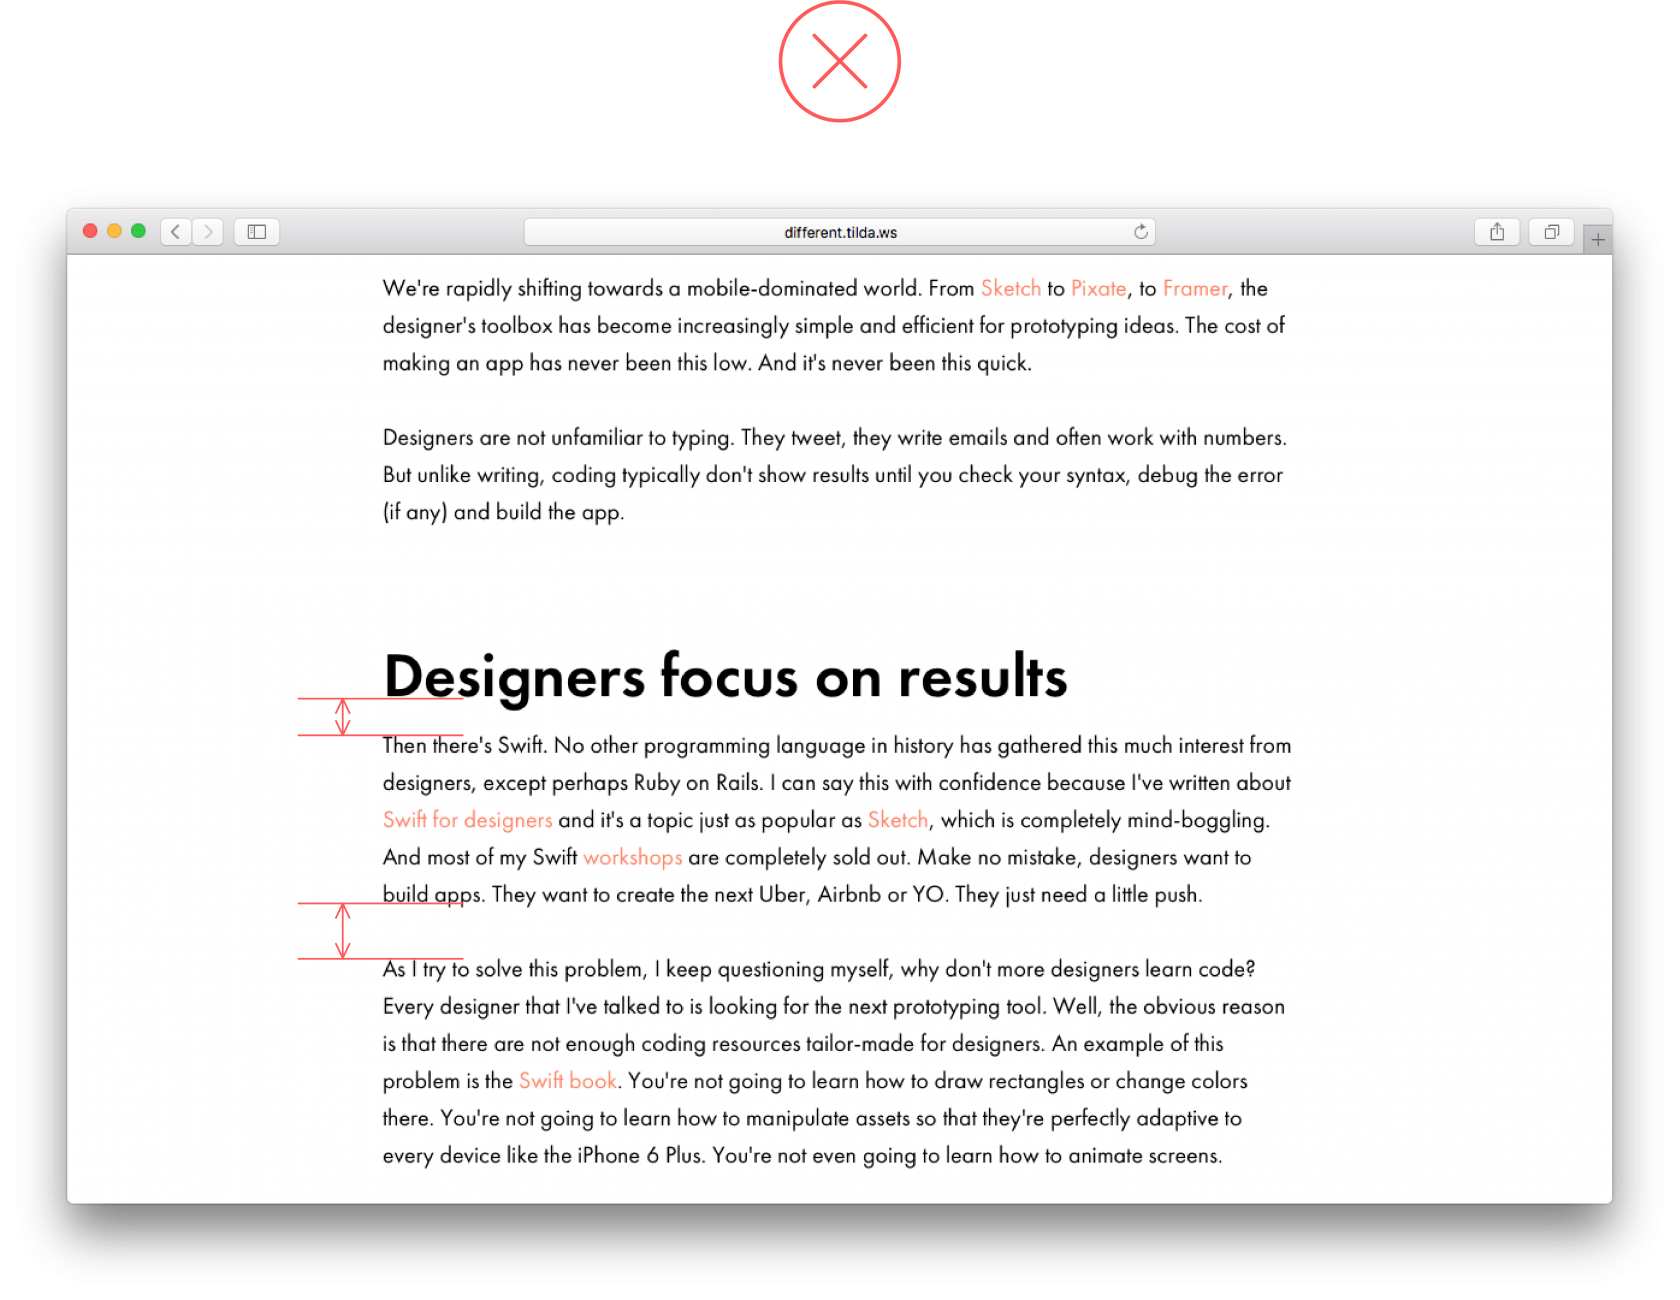 different.tilda.ws
We're rapidly shifting towards a mobile-dominated world. From Sketch to Pixate, to Framer, the
designer's toolbox has become increasingly simple and efficient for prototyping ideas. The cost of
making an app has never been this low. And it's never been this quick.
Designers are not unfamiliar to typing. They tweet, they write emails and often work with numbers.
But unlike writing, coding typically don't show results until you check your syntax, debug the error
(if any) and build the app.
Designers focus on results
Then there's Swift. No other programming language in history has gathered this much interest from
designers, except perhaps Ruby on Rails. I can say this with confidence because I've written about
Swift for designers and it's a topic just as popular as Sketch, which is completely mind-boggling.
And most of my Swift workshops are completely sold out. Make no mistake, designers want to
build apps. They want to create the next Uber, Airbnb or YO. They just need a little push.
As I try to solve this problem, I keep questioning myself, why don't more designers learn code?
Every designer that I've talked to is looking for the next prototyping tool. Well, the obvious reason
is that there are not enough coding resources tailor-made for designers. An example of this
problem is the Swift book. You're not going to learn how to draw rectangles or change colors
there. You're not going to learn how to manipulate assets so that they're perfectly adaptive to
every device like the iPhone 6 Plus. You're not even going to learn how to animate screens.